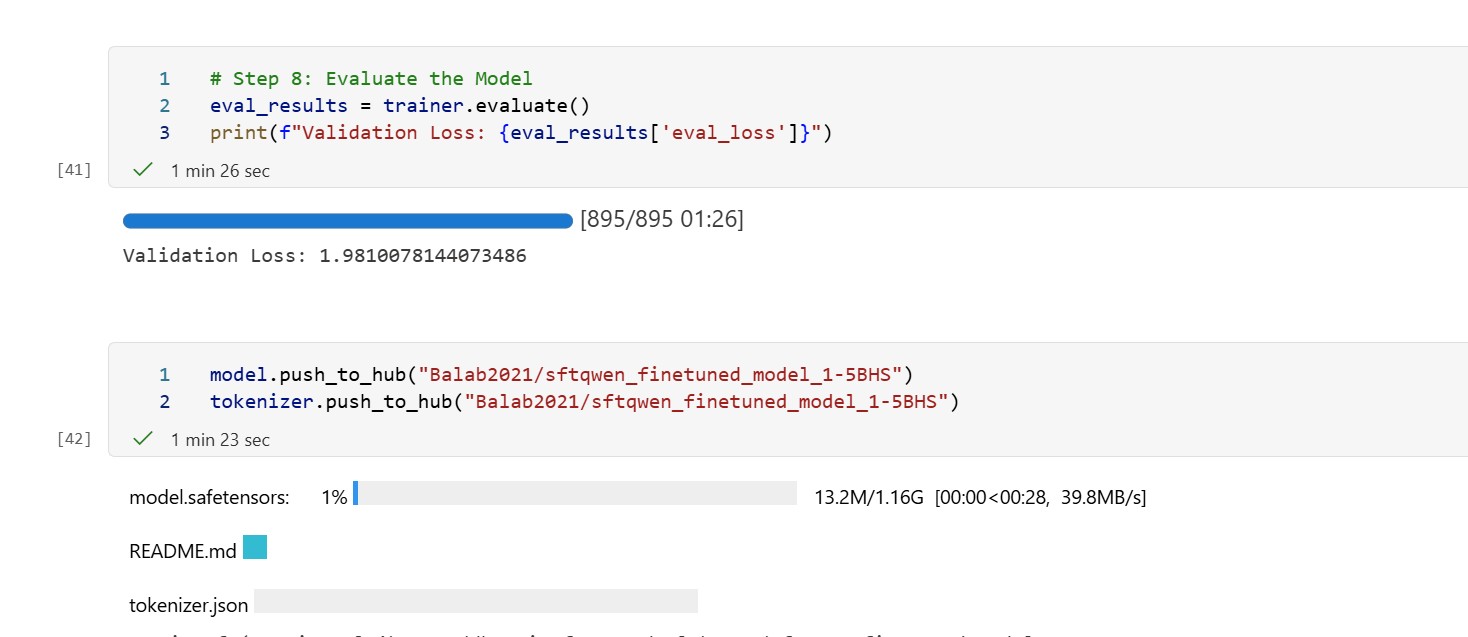 1 # Step 8: Evaluate the Model
2 eval_results = trainer.evaluate()
3 print(f"Validation Loss: {eval_results['eval_loss']}")
[41] 1 min 26 sec
[895/895 01:26]
Validation Loss: 1.9810078144073486
1 model.push_to_hub("Balab2021/sftqwen_finetuned_model_1-5BHS")
2 tokenizer.push_to_hub("Balab2021/sftqwen_finetuned_model_1-5BHS")
[42] 1 min 23 sec
model.safetensors: 1% 13.2M/1.16G [00:00<00:28, 39.8MB/s]
README.md
tokenizer.json